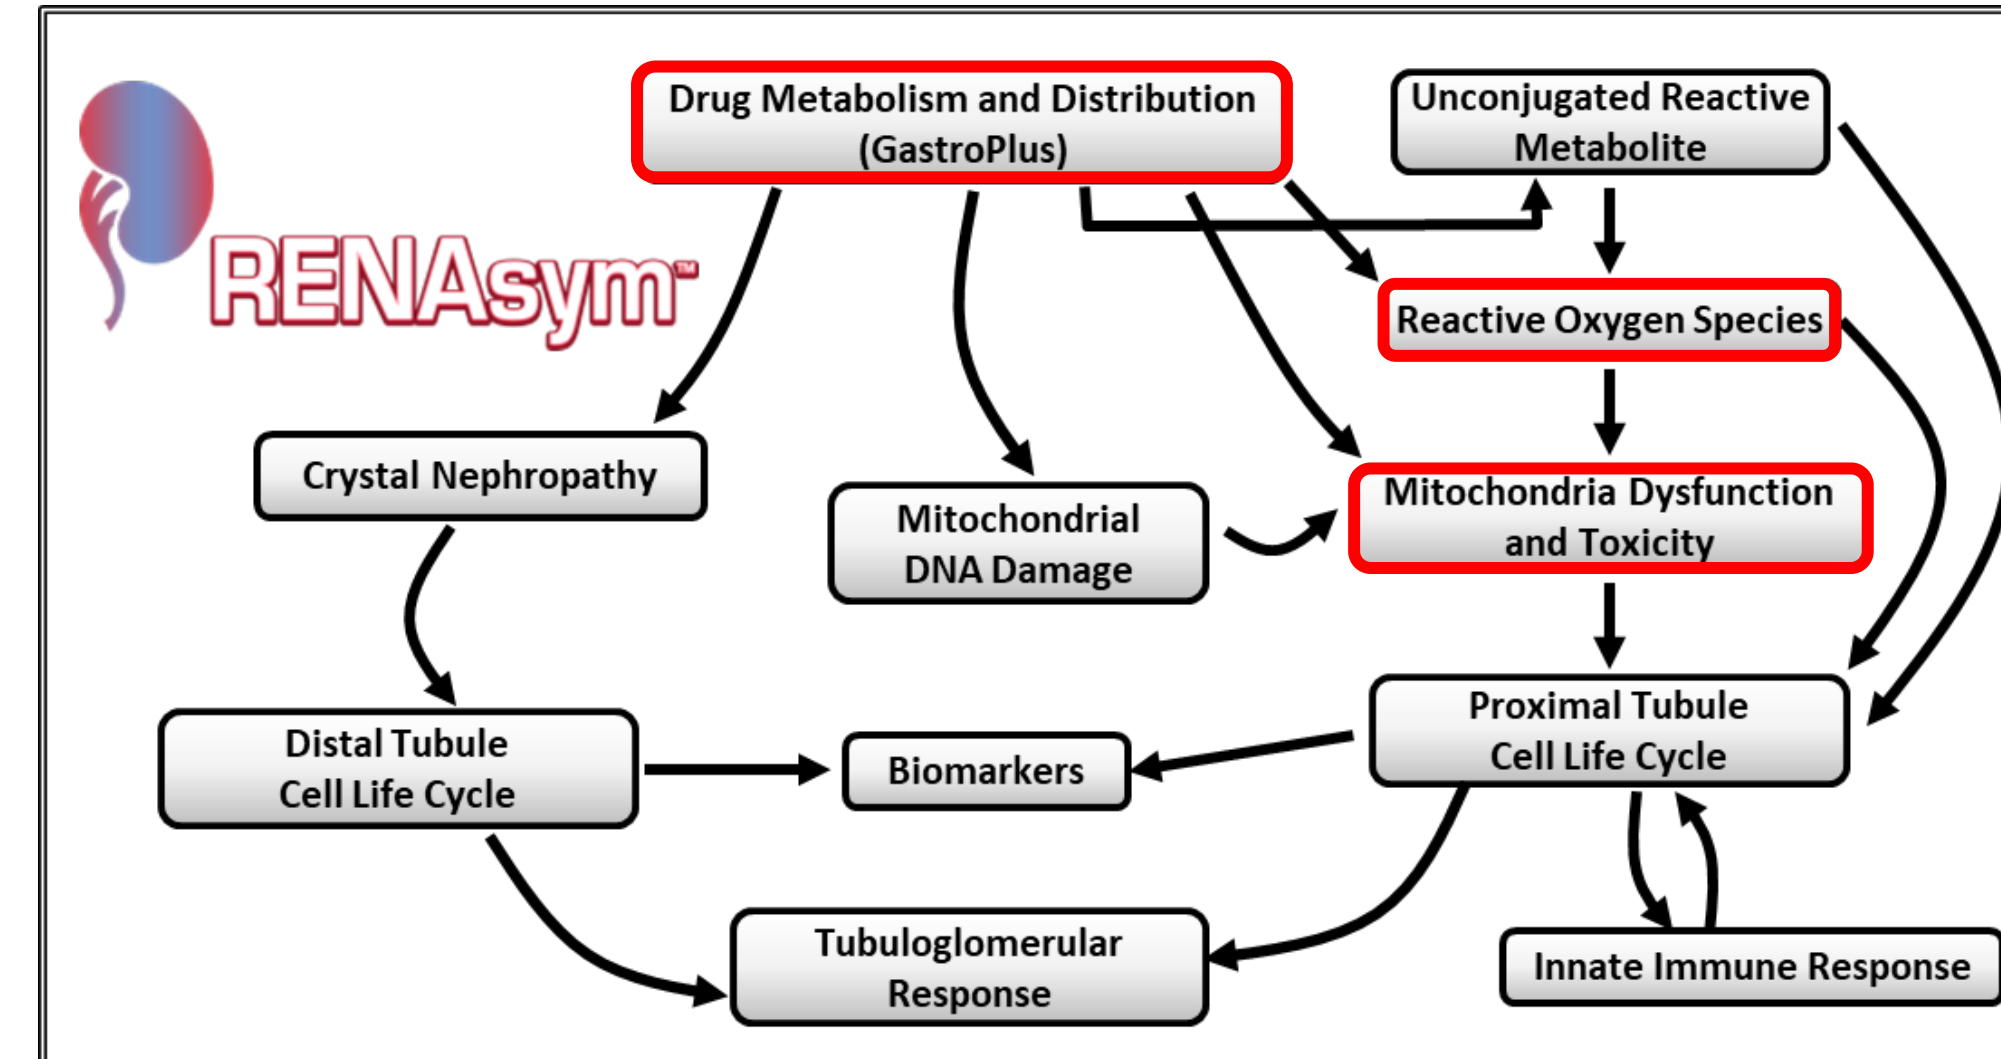 Drug Metabolism and Distribution
(GastroPlus)
Unconjugated Reactive
Metabolite
RENAsym™
Reactive Oxygen Species
Crystal Nephropathy
Mitochondrial
DNA Damage
Mitochondria Dysfunction
and Toxicity
Distal Tubule
Cell Life Cycle
Biomarkers
Proximal Tubule
Cell Life Cycle
Tubuloglomerular
Response
Innate Immune Response